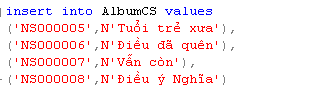 insert into AlbumCS values
('NS000005',N'Tuổi trẻ xưa'),
('NS000006',N'Điều đã quên'),
('NS000007',N'Vẫn còn'),
('NS000008',N'Điều ý Nghĩa')